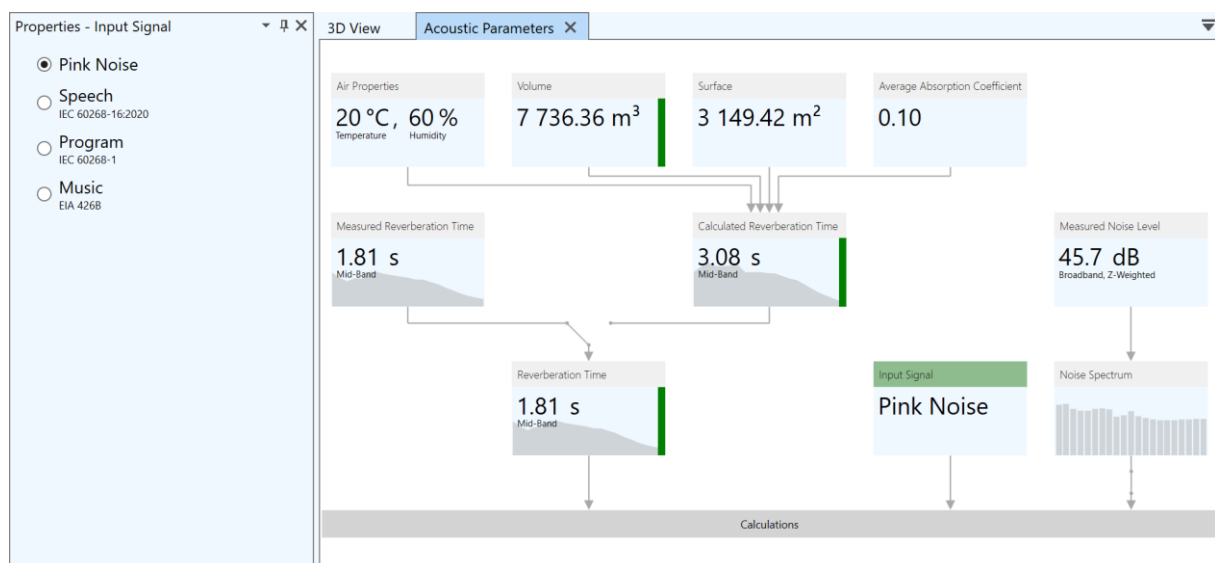 Properties - Input Signal
Pink Noise
Speech
IEC 60268-16:2020
Program
IEC 60268-1
Music
EIA 426B
3D View
Acoustic Parameters
Air Properties
20 °C, 60 %
Temperature Humidity
Volume
7 736.36 m³
Surface
3 149.42 m²
Average Absorption Coefficient
0.10
Measured Reverberation Time
1.81 s
Mid-Band
Calculated Reverberation Time
3.08 s
Mid-Band
Measured Noise Level
45.7 dB
Broadband, Z-Weighted
Reverberation Time
1.81 s
Mid-Band
Input Signal
Pink Noise
Noise Spectrum
Calculations